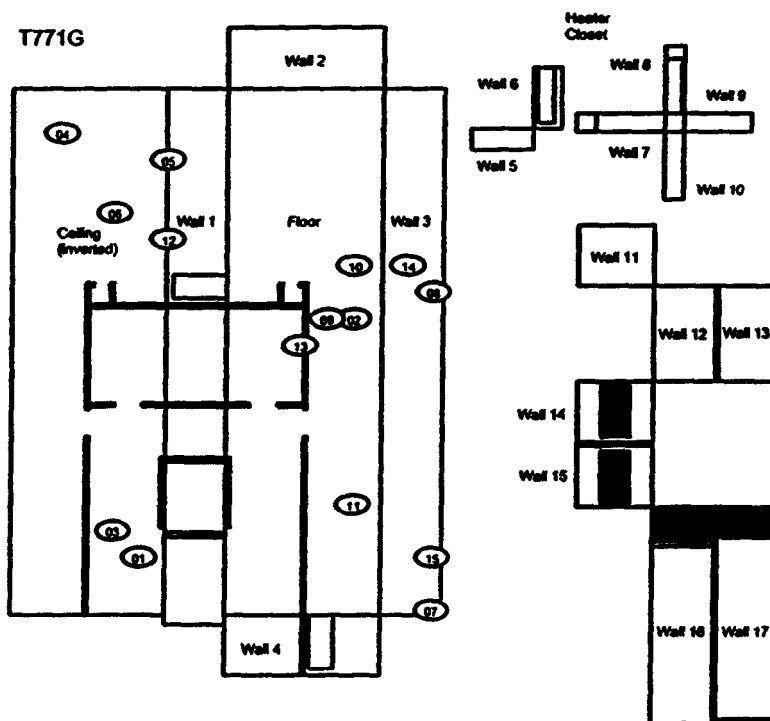 T771G
Heater
Closet
Wall 2
Wall 6
Wall 8
Wall 9
04
05
Wall 5
Wall 7
Wall 10
06
Ceiling
(Inverted)
12
Wall 1
Floor
Wall 3
10
14
Wall 11
08
09
02
13
Wall 12
Wall 13
Wall 14
Wall 15
11
03
01
15
07
Wall 4
Wall 16
Wall 17